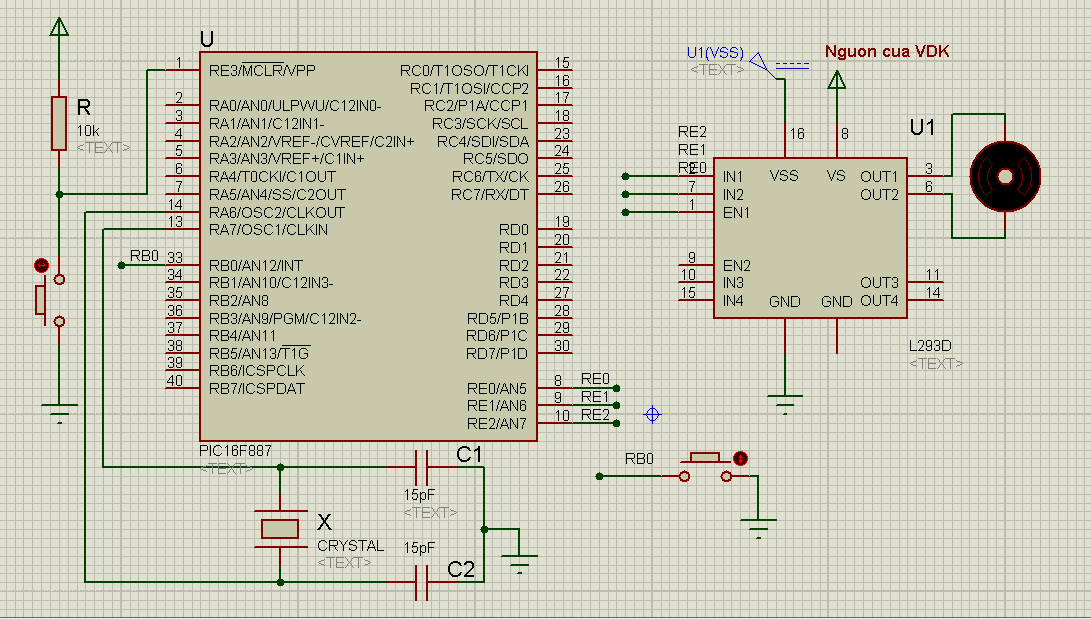 U
R
10k
<TEXT>
1 RE3/MCLR/VPP
2 RA0/AN0/ULPWU/C12IN0-
3 RA1/AN1/C12IN1-
4 RA2/AN2/VREF-/CVREF/C2IN+
5 RA3/AN3/VREF+/C1IN+
6 RA4/T0CKI/C1OUT
7 RA5/AN4/SS/C2OUT
14 RA6/OSC2/CLKOUT
13 RA7/OSC1/CLKIN
RB0 33 RB0/AN12/INT
34 RB1/AN10/C12IN3-
35 RB2/AN8
36 RB3/AN9/PGM/C12IN2-
37 RB4/AN11
38 RB5/AN13/T1G
39 RB6/ICSPCLK
40 RB7/ICSPDAT
RC0/T1OSO/T1CKI 15
RC1/T1OSI/CCP2 16
RC2/P1A/CCP1 17
RC3/SCK/SCL 18
RC4/SDI/SDA 23
RC5/SDO 24
RC6/TX/CK 25
RC7/RX/DT 26
RD0 19
RD1 20
RD2 21
RD3 22
RD4 27
RD5/P1B 28
RD6/P1C 29
RD7/P1D 30
RE0/AN5 8 RE0
RE1/AN6 9 RE1
RE2/AN7 10 RE2
PIC16F887
<TEXT>
C1
15pF
<TEXT>
X
CRYSTAL
<TEXT>
15pF
C2
U1(VSS)
<TEXT>
Nguon cua VDK
16 8
U1
RE2
RE1
RE0
2 IN1 VSS VS OUT1 3
7 IN2 OUT2 6
1 EN1
9 EN2
10 IN3 OUT3 11
15 IN4 GND GND OUT4 14
L293D
<TEXT>
RB0